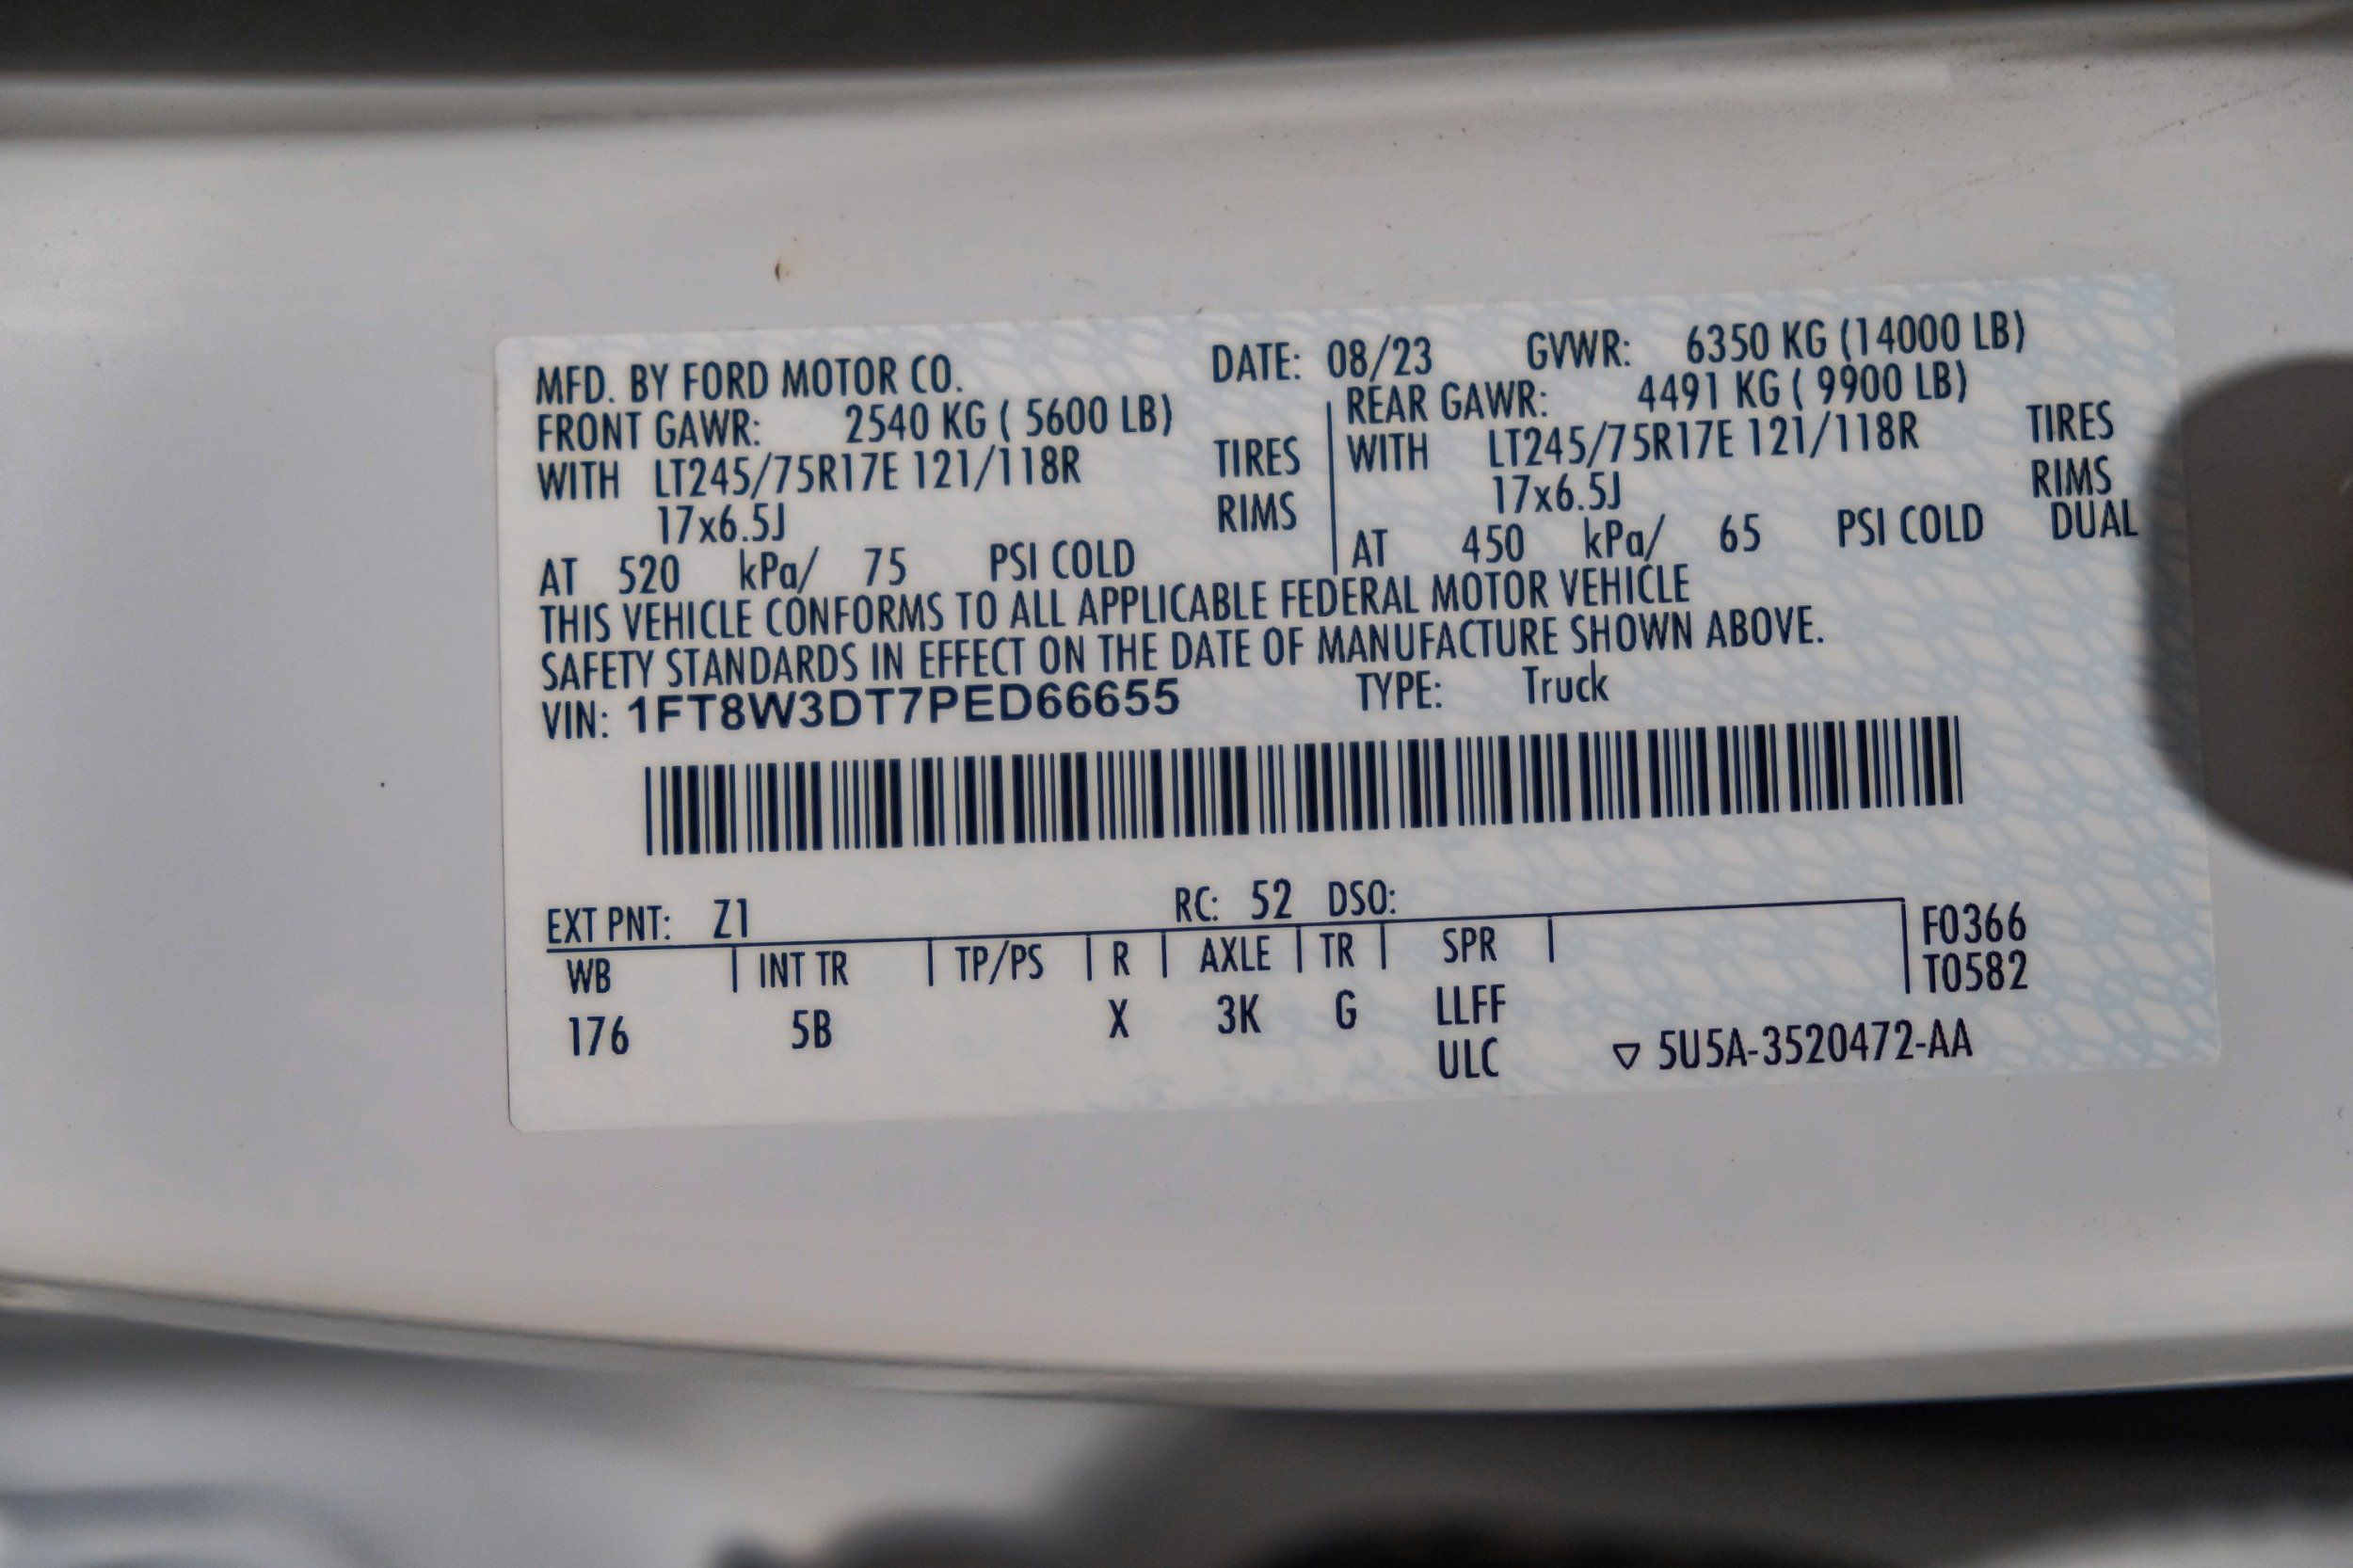 MFD. BY FORD MOTOR CO. DATE: 08/23 GVWR: 6350 KG (14000 LB)
FRONT GAWR: 2540 KG ( 5600 LB) REAR GAWR: 4491 KG ( 9900 LB)
WITH LT245/75R17E 121/118R TIRES WITH LT245/75R17E 121/118R TIRES
17x6.5J RIMS 17x6.5J RIMS
AT 520 kPa/ 75 PSI COLD AT 450 kPa/ 65 PSI COLD DUAL
THIS VEHICLE CONFORMS TO ALL APPLICABLE FEDERAL MOTOR VEHICLE
SAFETY STANDARDS IN EFFECT ON THE DATE OF MANUFACTURE SHOWN ABOVE.
VIN: 1FT8W3DT7PED66655 TYPE: Truck
EXT PNT: Z1 RC: 52 DSO:
WB INT TR TP/PS R AXLE TR SPR F0366
T0582
176 5B X 3K G LLFF
ULC ▽ 5U5A-3520472-AA